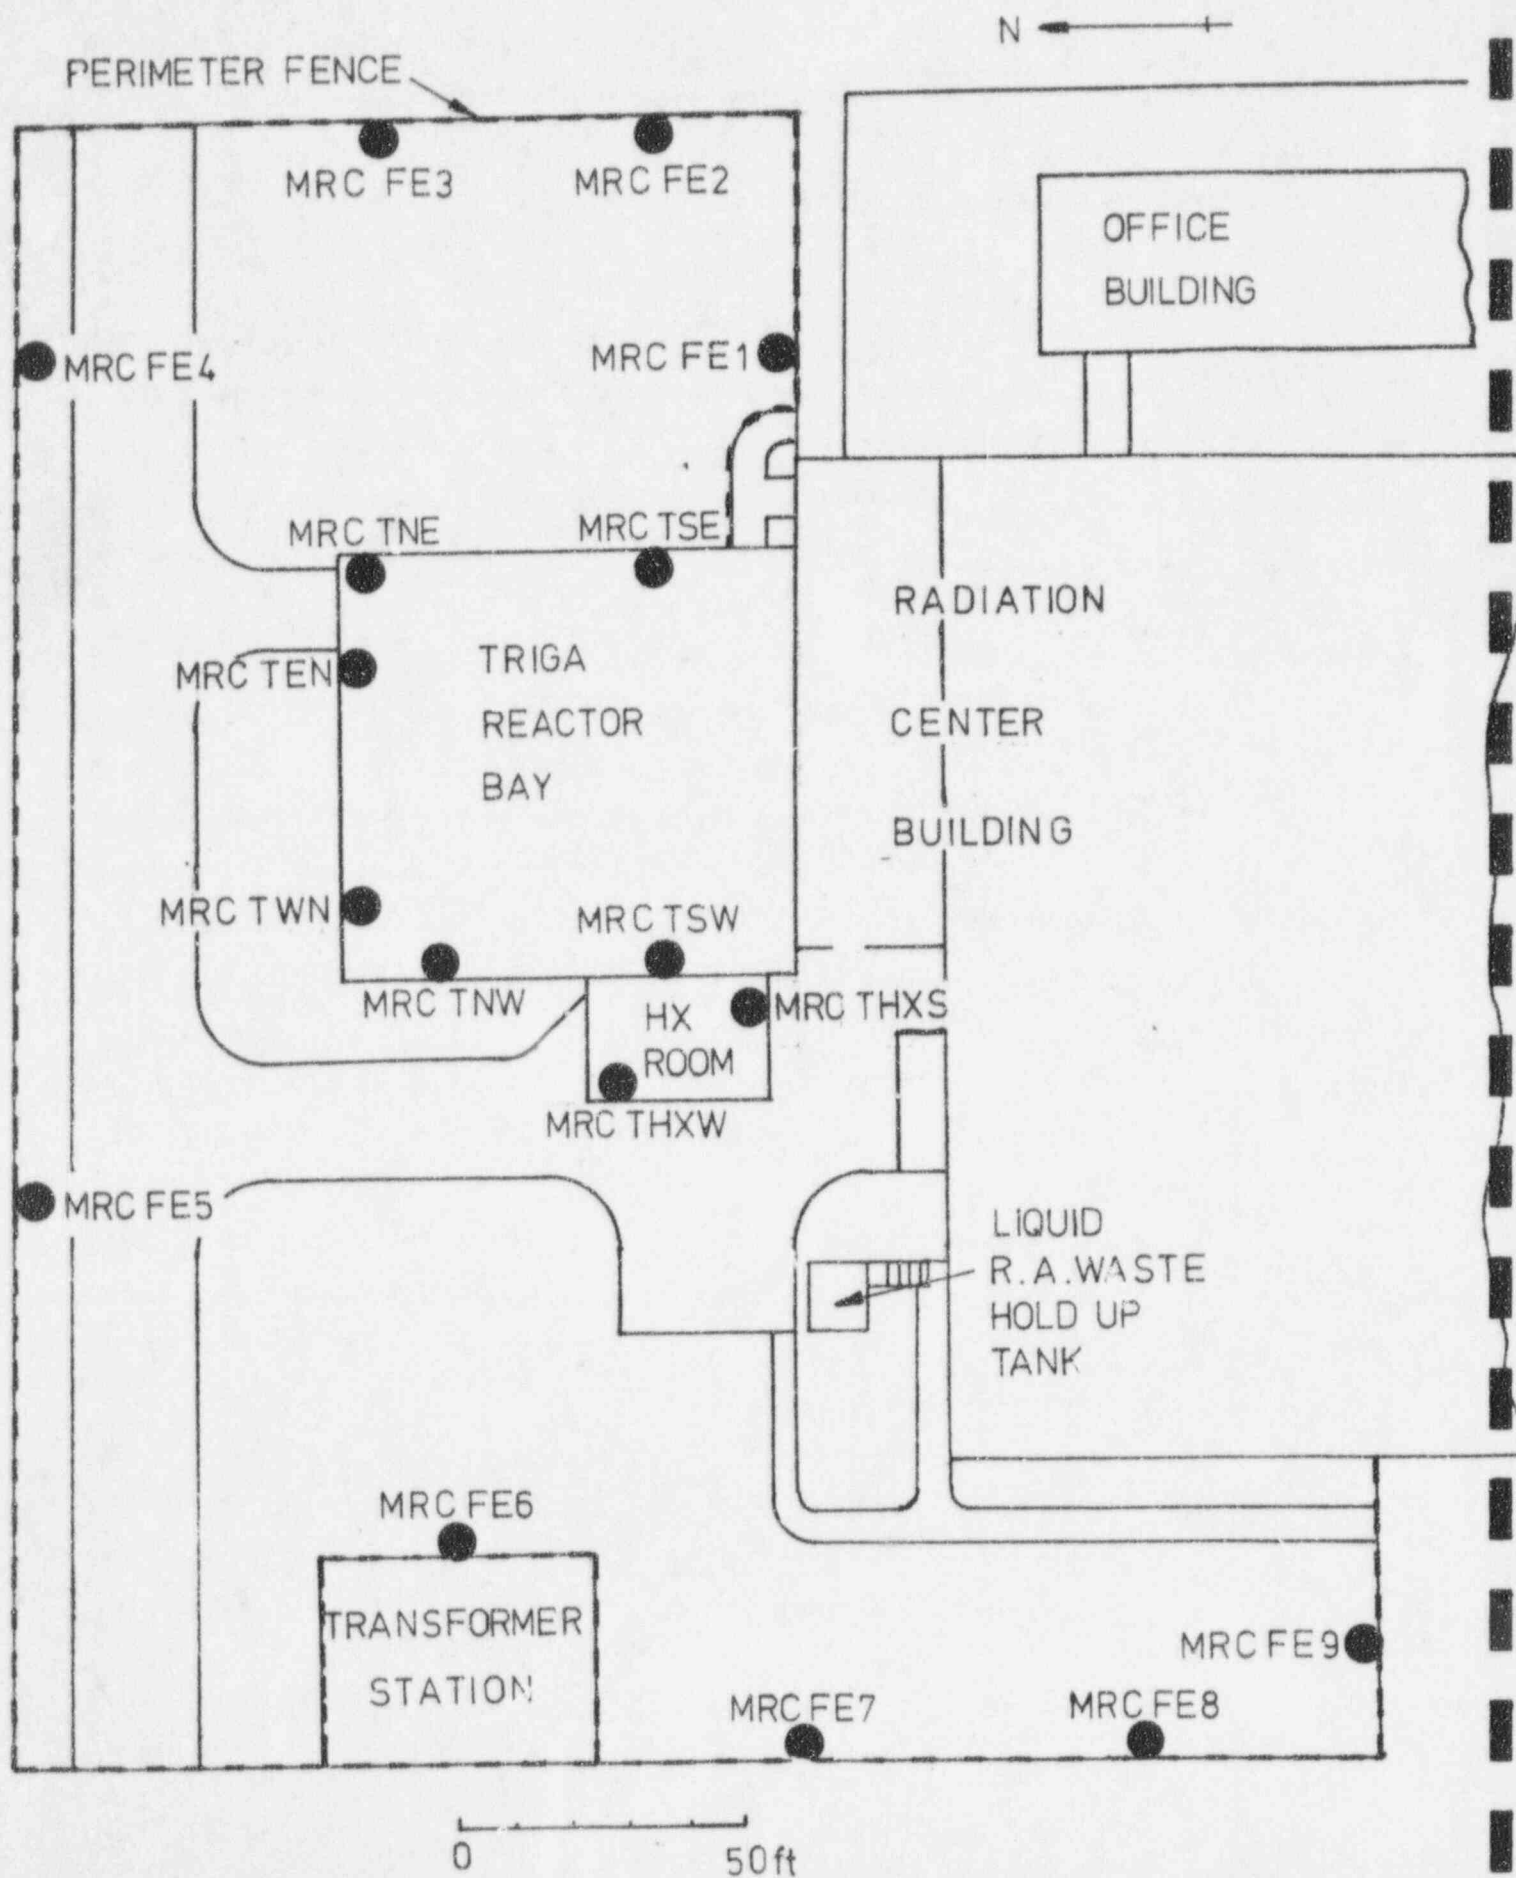 N
PERIMETER FENCE
MRC FE3
MRC FE2
OFFICE
BUILDING
MRC FE1
MRC FE4
MRC TNE
MRC TSE
RADIATION
CENTER
BUILDING
TRIGA
REACTOR
BAY
MRC TEN
MRC TWN
MRC TSW
MRC TNW
MRC THXS
HX
ROOM
MRC THXW
MRC FE5
LIQUID
R.A.WASTE
HOLD UP
TANK
MRC FE6
TRANSFORMER
STATION
MRC FE9
MRC FE7
MRC FE8
0
50ft